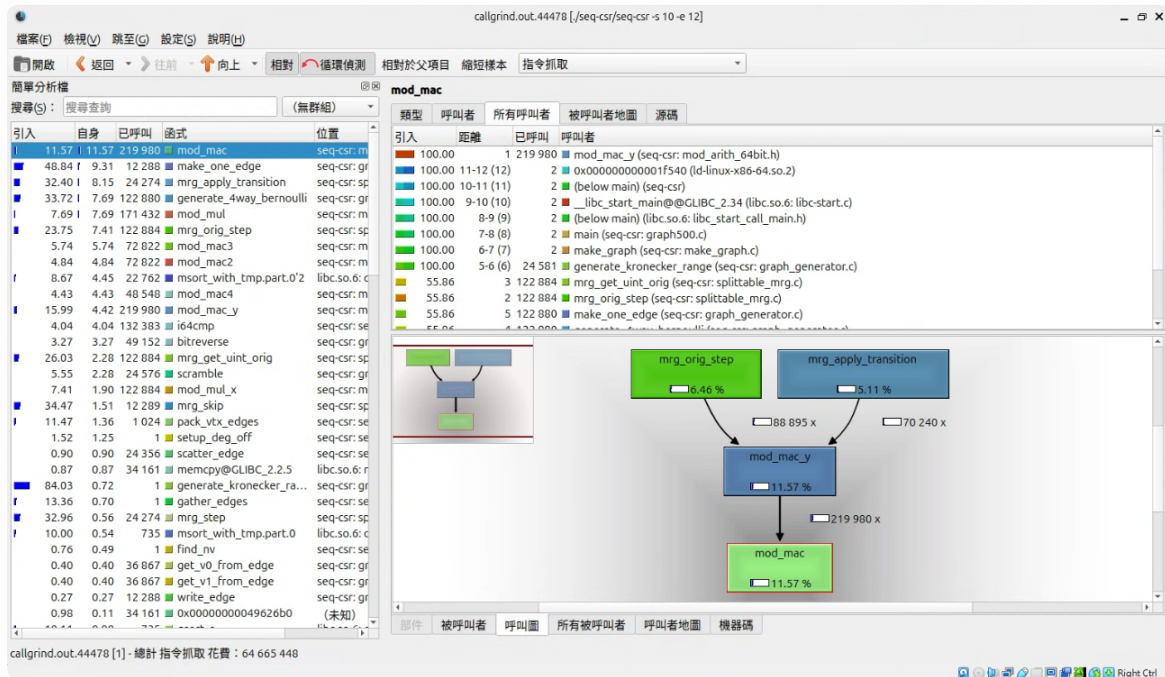 callgrind.out.44478 [./seq-csr/seq-csr -s 10 -e 12]
檔案(F) 檢視(V) 跳至(G) 設定(S) 說明(H)
開啟 返回 往前 向上 相對 循環偵測 相對於父項目 縮短樣本 指令抓取
簡單分析檔
搜尋(S): 搜尋查詢 (無群組)
引入 自身 已呼叫 函式 位置
11.57 11.57 219 980 mod_mac seq-csr: m
48.84 9.31 12 288 make_one_edge seq-csr: gr
32.40 8.15 24 274 mrg_apply_transition seq-csr: sp
33.72 7.69 122 880 generate_4way_bernoulli seq-csr: gr
7.69 7.69 171 432 mod_mul seq-csr: m
23.75 7.41 122 884 mrg_orig_step seq-csr: sp
5.74 5.74 72 822 mod_mac3 seq-csr: m
4.84 4.84 72 822 mod_mac2 seq-csr: m
8.67 4.45 22 762 msort_with_tmp.part.0'2 libc.so.6: c
4.43 4.43 48 548 mod_mac4 seq-csr: m
15.99 4.42 219 980 mod_mac_y seq-csr: m
4.04 4.04 132 383 i64cmp seq-csr: se
3.27 3.27 49 152 bitreverse seq-csr: gr
26.03 2.28 122 884 mrg_get_uint_orig seq-csr: sp
5.55 2.28 24 576 scramble seq-csr: gr
7.41 1.90 122 884 mod_mul_x seq-csr: m
34.47 1.51 12 289 mrg_skip seq-csr: sp
11.47 1.36 1 024 pack_vtx_edges seq-csr: se
1.52 1.25 1 setup_deg_off seq-csr: se
0.90 0.90 24 356 scatter_edge seq-csr: se
0.87 0.87 34 161 memcpy@GLIBC_2.2.5 libc.so.6: r
84.03 0.72 1 generate_kronecker_ra... seq-csr: gr
13.36 0.70 1 gather_edges seq-csr: se
32.96 0.56 24 274 mrg_step seq-csr: sp
10.00 0.54 735 msort_with_tmp.part.0 libc.so.6: c
0.76 0.49 1 find_nv seq-csr: se
0.40 0.40 36 867 get_v0_from_edge seq-csr: gr
0.40 0.40 36 867 get_v1_from_edge seq-csr: gr
0.27 0.27 12 288 write_edge seq-csr: gr
0.98 0.11 34 161 0x00000000049626b0 (未知)
mod_mac
類型 呼叫者 所有呼叫者 被呼叫者地圖 源碼
引入 距離 已呼叫 呼叫者
100.00 1 219 980 mod_mac_y (seq-csr: mod_arith_64bit.h)
100.00 11-12 (12) 2 0x000000000001f540 (ld-linux-x86-64.so.2)
100.00 10-11 (11) 2 (below main) (seq-csr)
100.00 9-10 (10) 2 __libc_start_main@@GLIBC_2.34 (libc.so.6: libc-start.c)
100.00 8-9 (9) 2 (below main) (libc.so.6: libc_start_call_main.h)
100.00 7-8 (8) 2 main (seq-csr: graph500.c)
100.00 6-7 (7) 2 make_graph (seq-csr: make_graph.c)
100.00 5-6 (6) 24 581 generate_kronecker_range (seq-csr: graph_generator.c)
55.86 3 122 884 mrg_get_uint_orig (seq-csr: splittable_mrg.c)
55.86 2 122 884 mrg_orig_step (seq-csr: splittable_mrg.c)
55.86 5 122 880 make_one_edge (seq-csr: graph_generator.c)
55.86 4 122 880 generate_4way_bernoulli (seq-csr: graph_generator.c)
mrg_orig_step mrg_apply_transition
6.46 % 5.11 %
88 895 x 70 240 x
mod_mac_y
11.57 %
219 980 x
mod_mac
11.57 %
部件 被呼叫者 呼叫圖 所有被呼叫者 呼叫者地圖 機器碼
callgrind.out.44478 [1] - 總計 指令抓取 花費：64 665 448
Right Ctrl